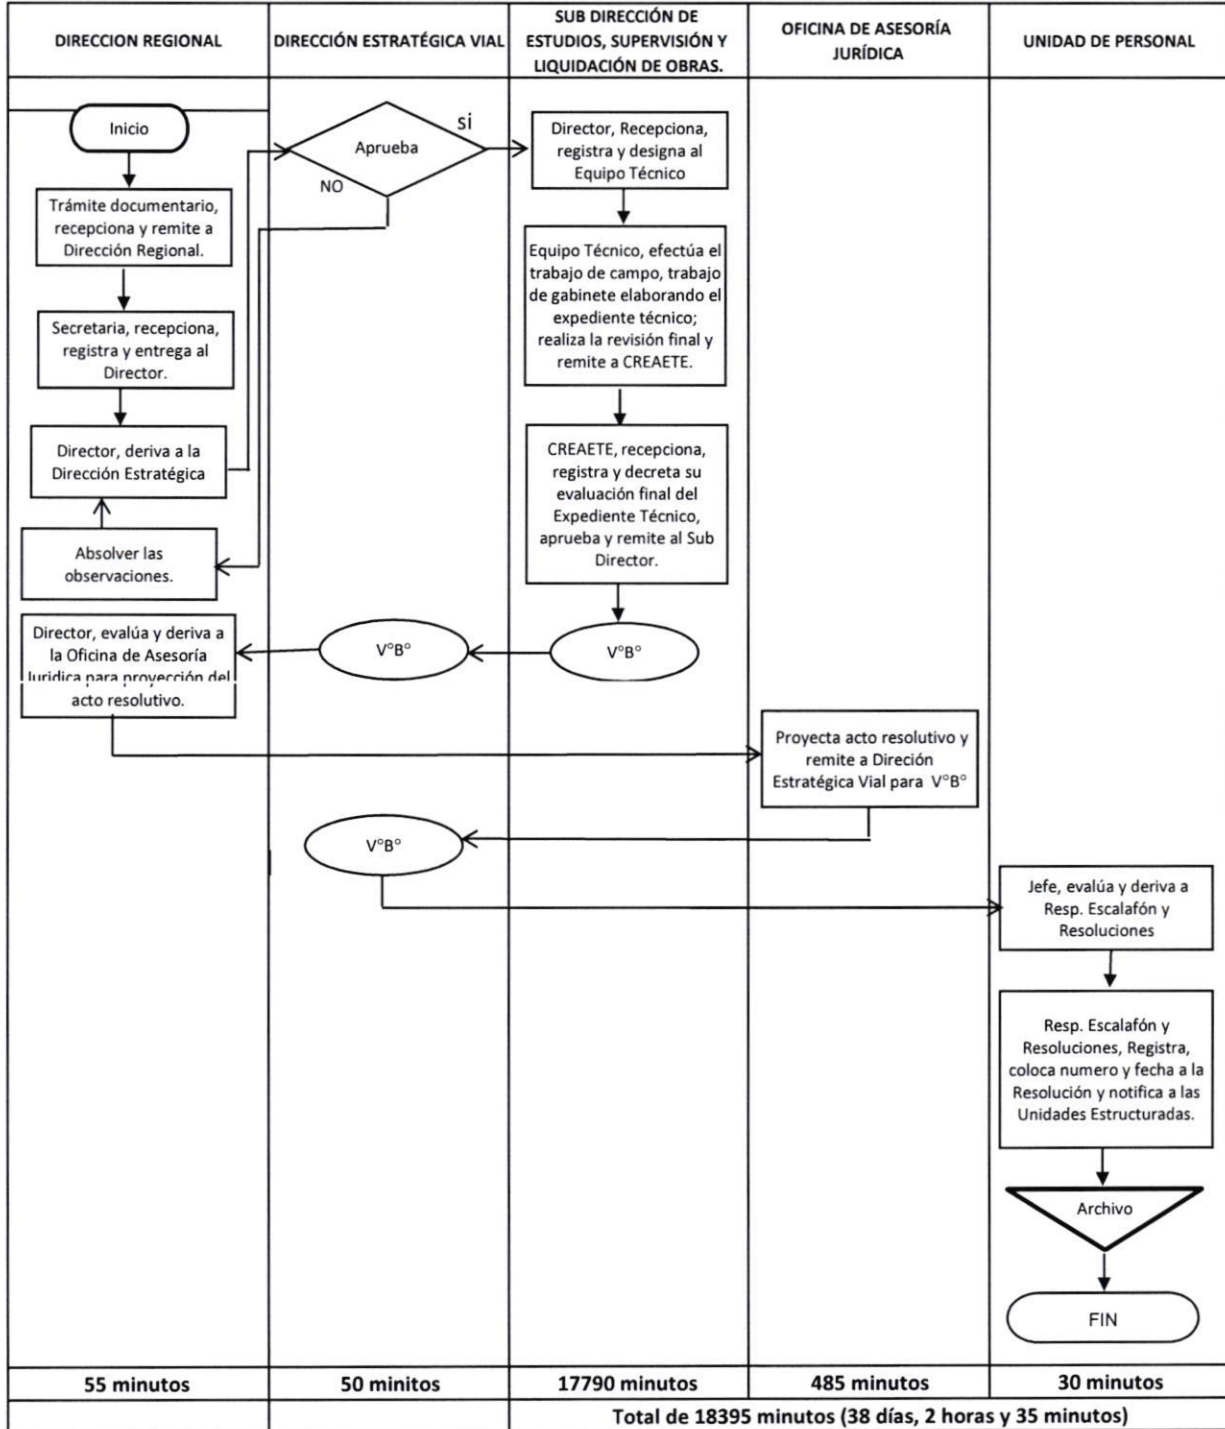 DIRECCION REGIONAL
DIRECCIÓN ESTRATÉGICA VIAL
SUB DIRECCIÓN DE
ESTUDIOS, SUPERVISIÓN Y
LIQUIDACIÓN DE OBRAS.
OFICINA DE ASESORÍA
JURÍDICA
UNIDAD DE PERSONAL
Inicio
Trámite documentario,
recepciona y remite a
Dirección Regional.
Secretaria, recepciona,
registra y entrega al
Director.
Director, deriva a la
Dirección Estratégica
Absolver las
observaciones.
Aprueba
si
NO
Director, Recepciona,
registra y designa al
Equipo Técnico
Equipo Técnico, efectúa el
trabajo de campo, trabajo
de gabinete elaborando el
expediente técnico;
realiza la revisión final y
remite a CREAETE.
CREAETE, recepciona,
registra y decreta su
evaluación final del
Expediente Técnico,
aprueba y remite al Sub
Director.
V°B°
V°B°
Director, evalúa y deriva a
la Oficina de Asesoría
Juridica para proyección del
acto resolutivo.
Proyecta acto resolutivo y
remite a Direción
Estratégica Vial para V°B°
V°B°
Jefe, evalúa y deriva a
Resp. Escalafón y
Resoluciones
Resp. Escalafón y
Resoluciones, Registra,
coloca numero y fecha a la
Resolución y notifica a las
Unidades Estructuradas.
Archivo
FIN
55 minutos
50 minitos
17790 minutos
485 minutos
30 minutos
Total de 18395 minutos (38 días, 2 horas y 35 minutos)